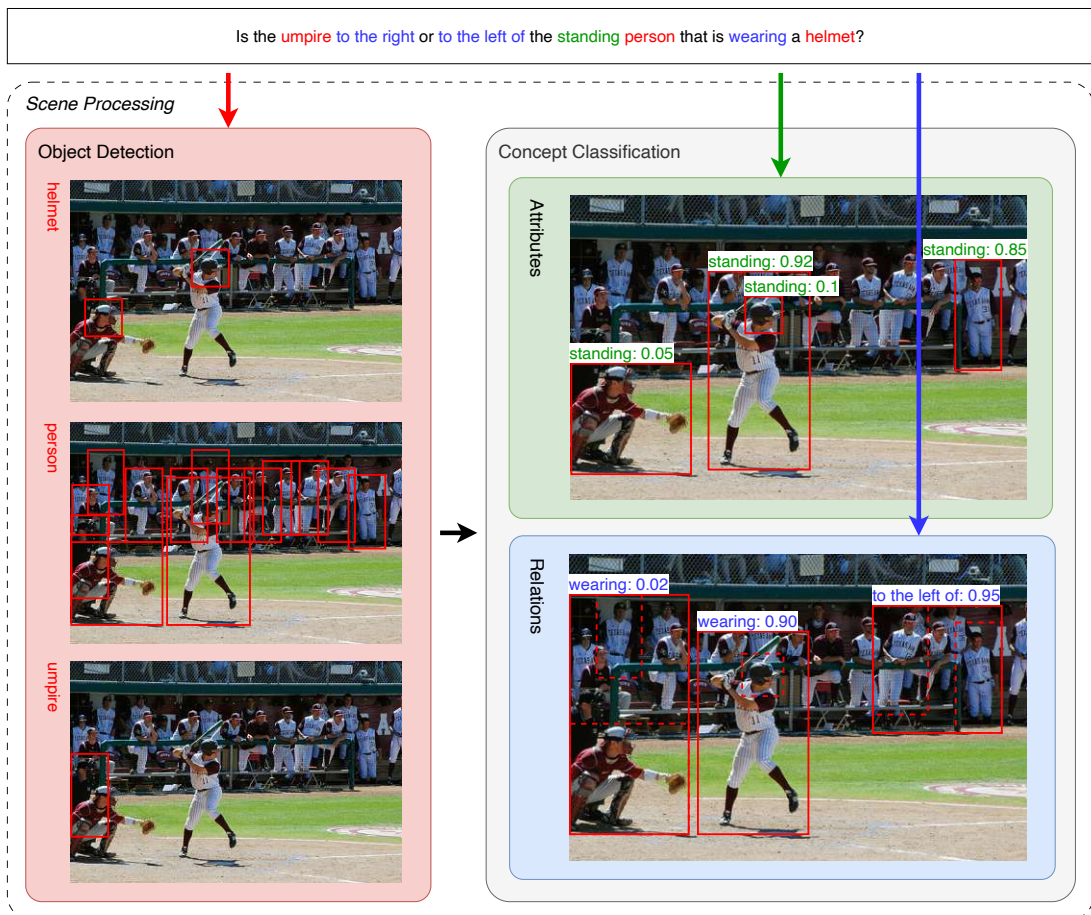 Is the umpire to the right or to the left of the standing person that is wearing a helmet?
Scene Processing
Object Detection
helmet
person
umpire
Concept Classification
Attributes
standing: 0.92
standing: 0.85
standing: 0.1
standing: 0.05
Relations
wearing: 0.02
to the left of: 0.95
wearing: 0.90